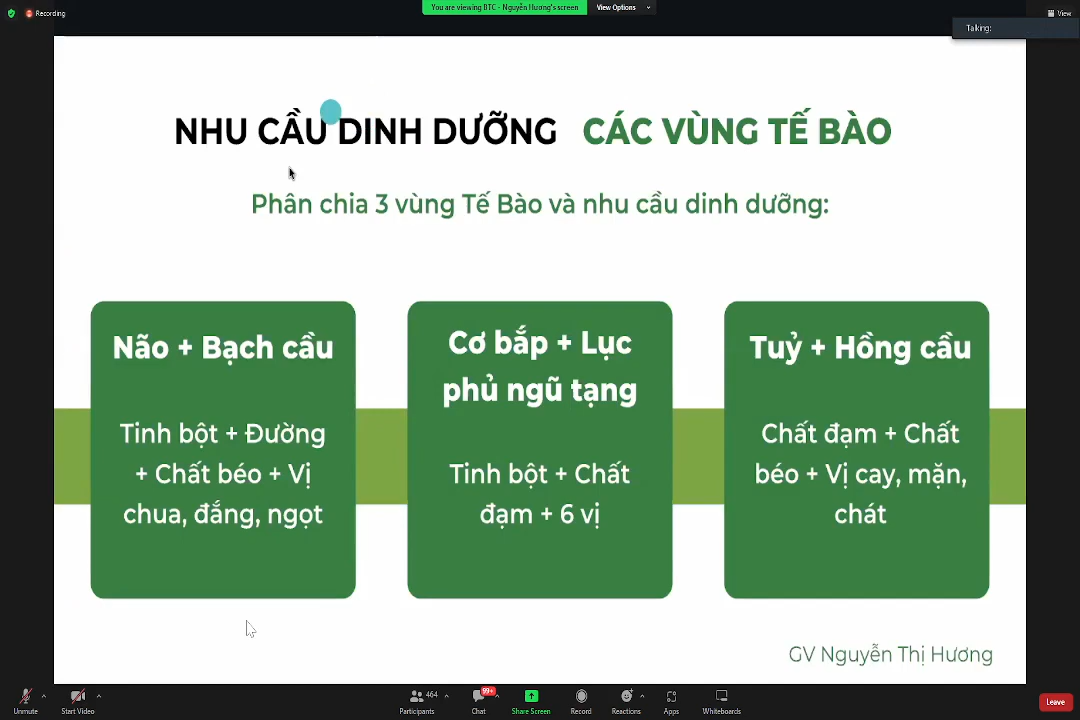 Recording
You are viewing BTC - Nguyễn Hương's screen
View Options
View
Talking:
NHU CẦU DINH DƯỠNG CÁC VÙNG TẾ BÀO
Phân chia 3 vùng Tế Bào và nhu cầu dinh dưỡng:
Não + Bạch cầu
Tinh bột + Đường
+ Chất béo + Vị
chua, đắng, ngọt
Cơ bắp + Lục
phủ ngũ tạng
Tinh bột + Chất
đạm + 6 vị
Tuỷ + Hồng cầu
Chất đạm + Chất
béo + Vị cay, mặn,
chát
GV Nguyễn Thị Hương
Unmute
Start Video
464
Participants
99+
Chat
Share Screen
Record
Reactions
Apps
Whiteboards
Leave